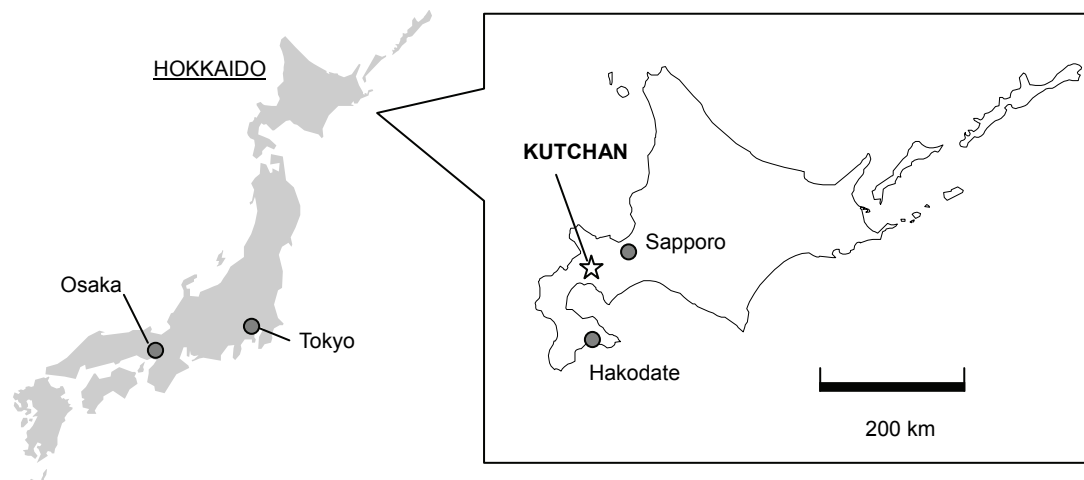 HOKKAIDO
KUTCHAN
Sapporo
Osaka
Tokyo
Hakodate
200 km